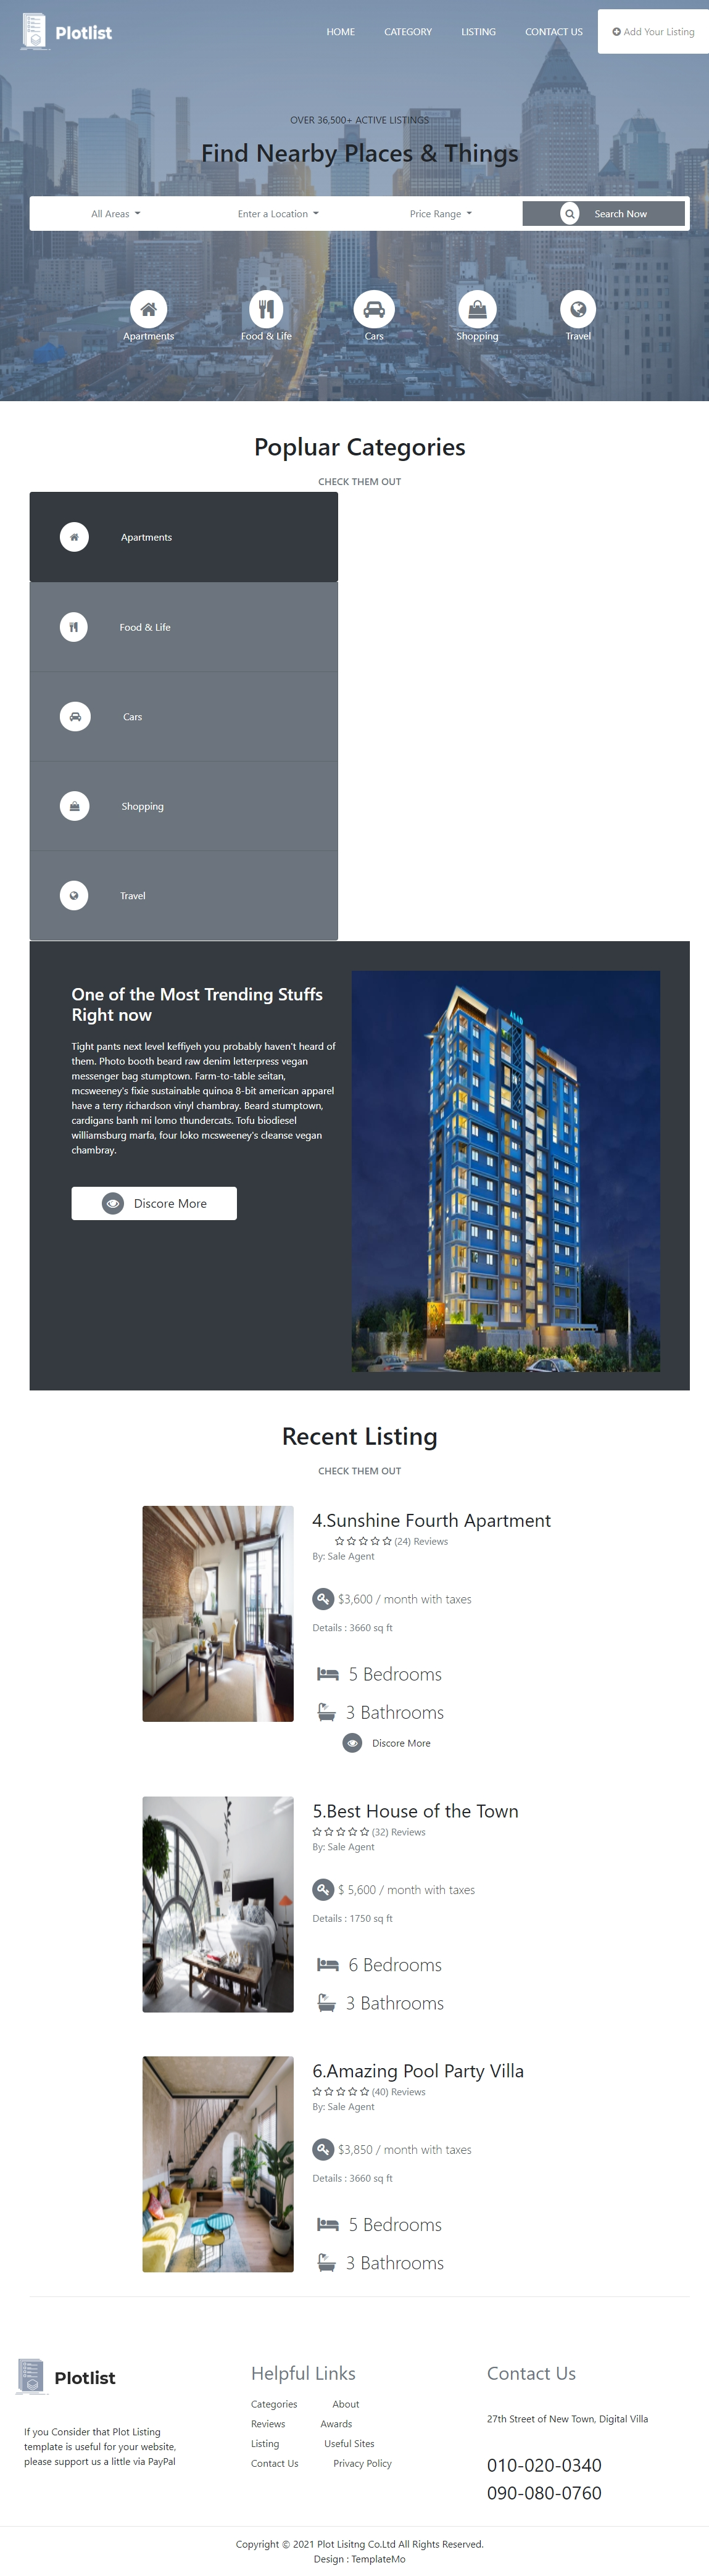 Plotlist
HOME
CATEGORY
LISTING
CONTACT US
Add Your Listing
OVER 36,500+ ACTIVE LISTINGS
Find Nearby Places & Things
All Areas
Enter a Location
Price Range
Search Now
Apartments
Food & Life
Cars
Shopping
Travel
Popluar Categories
CHECK THEM OUT
Apartments
Food & Life
Cars
Shopping
Travel
One of the Most Trending Stuffs
Right now
Tight pants next level keffiyeh you probably haven't heard of
them. Photo booth beard raw denim letterpress vegan
messenger bag stumptown. Farm-to-table seitan,
mcsweeney's fixie sustainable quinoa 8-bit american apparel
have a terry richardson vinyl chambray. Beard stumptown,
cardigans banh mi lomo thundercats. Tofu biodiesel
williamsburg marfa, four loko mcsweeney's cleanse vegan
chambray.
Discore More
Recent Listing
CHECK THEM OUT
4.Sunshine Fourth Apartment
(24) Reviews
By: Sale Agent
$3,600 / month with taxes
Details : 3660 sq ft
5 Bedrooms
3 Bathrooms
Discore More
5.Best House of the Town
(32) Reviews
By: Sale Agent
$ 5,600 / month with taxes
Details : 1750 sq ft
6 Bedrooms
3 Bathrooms
6.Amazing Pool Party Villa
(40) Reviews
By: Sale Agent
$3,850 / month with taxes
Details : 3660 sq ft
5 Bedrooms
3 Bathrooms
Plotlist
If you Consider that Plot Listing
template is useful for your website,
please support us a little via PayPal
Helpful Links
Categories About
Reviews Awards
Listing Useful Sites
Contact Us Privacy Policy
Contact Us
27th Street of New Town, Digital Villa
010-020-0340
090-080-0760
Copyright © 2021 Plot Lisitng Co.Ltd All Rights Reserved.
Design : TemplateMo